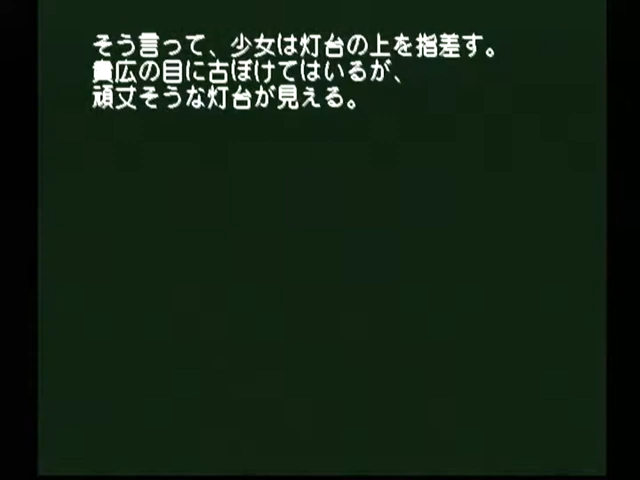 そう言って、少女は灯台の上を指差す。
貴広の目に古ぼけてはいるが、
頑丈そうな灯台が見える。